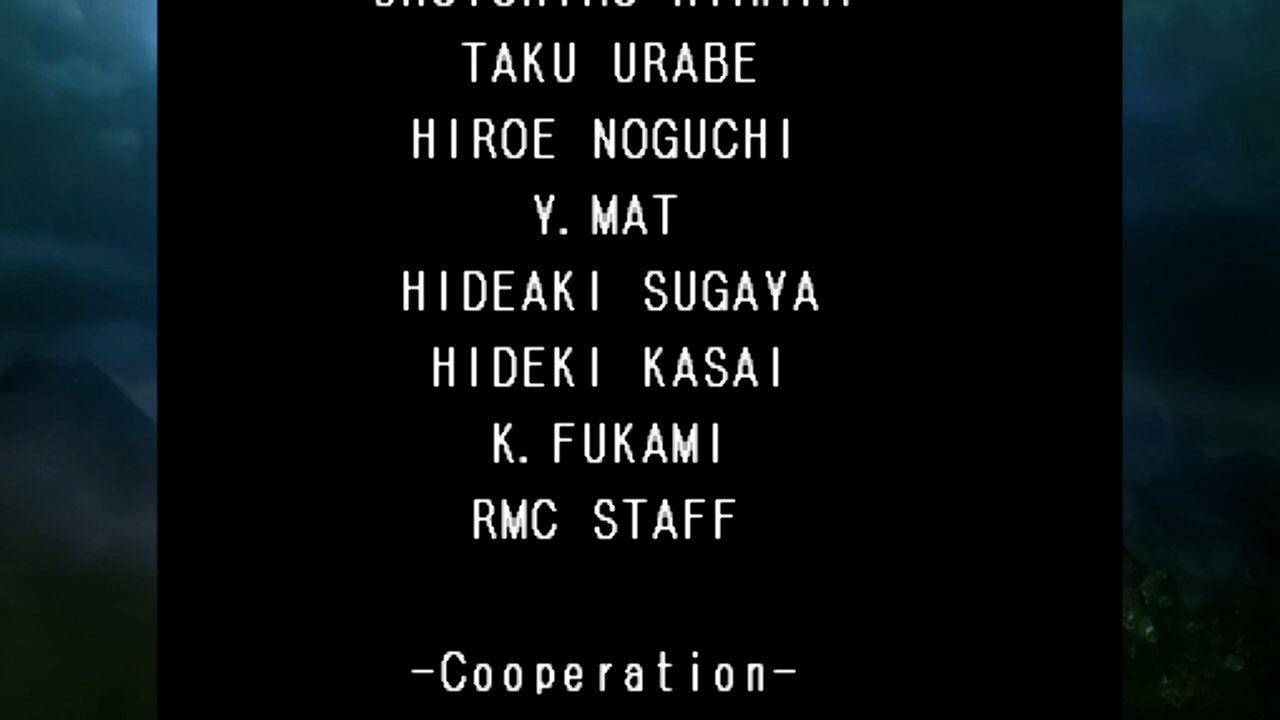 TAKU URABE
HIROE NOGUCHI
Y. MAT
HIDEAKI SUGAYA
HIDEKI KASAI
K. FUKAMI
RMC STAFF
-Cooperation-